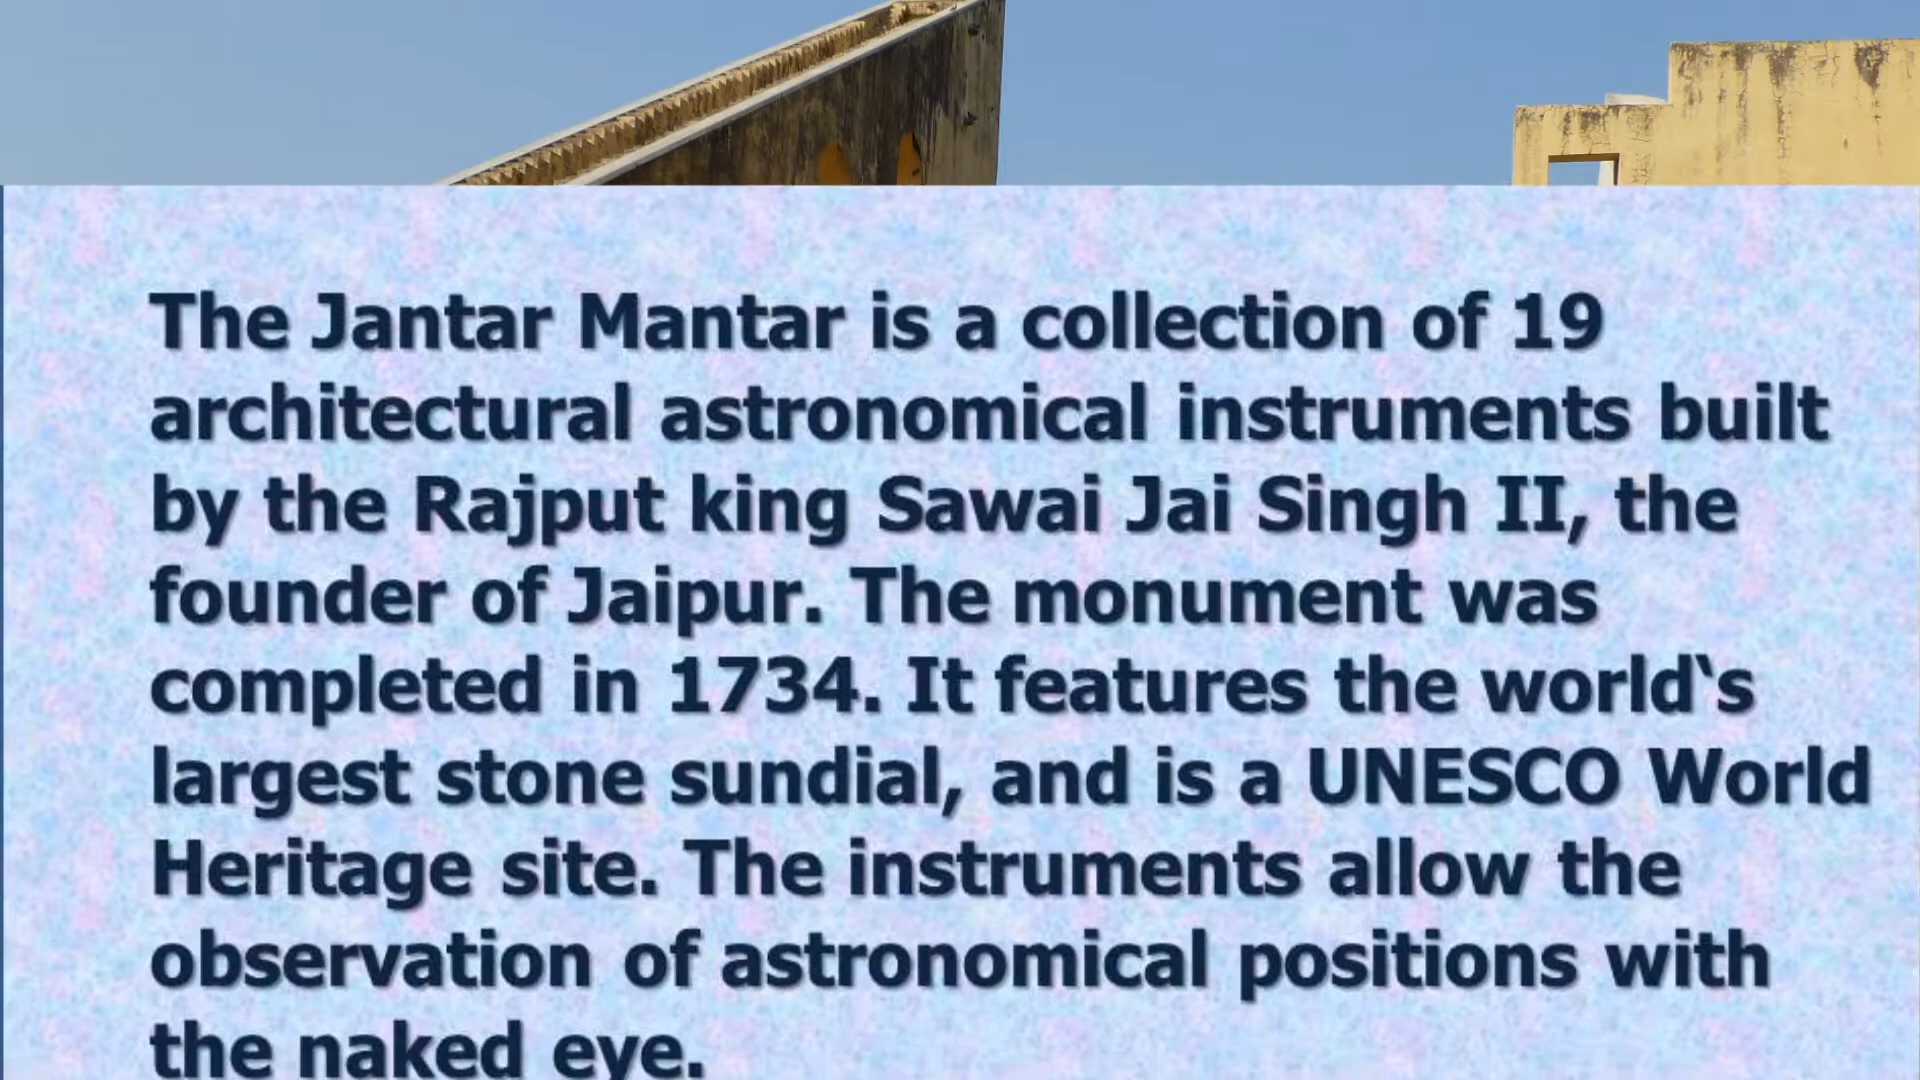 The Jantar Mantar is a collection of 19
architectural astronomical instruments built
by the Rajput king Sawai Jai Singh II, the
founder of Jaipur. The monument was
completed in 1734. It features the world‛s
largest stone sundial, and is a UNESCO World
Heritage site. The instruments allow the
observation of astronomical positions with
the naked eye.